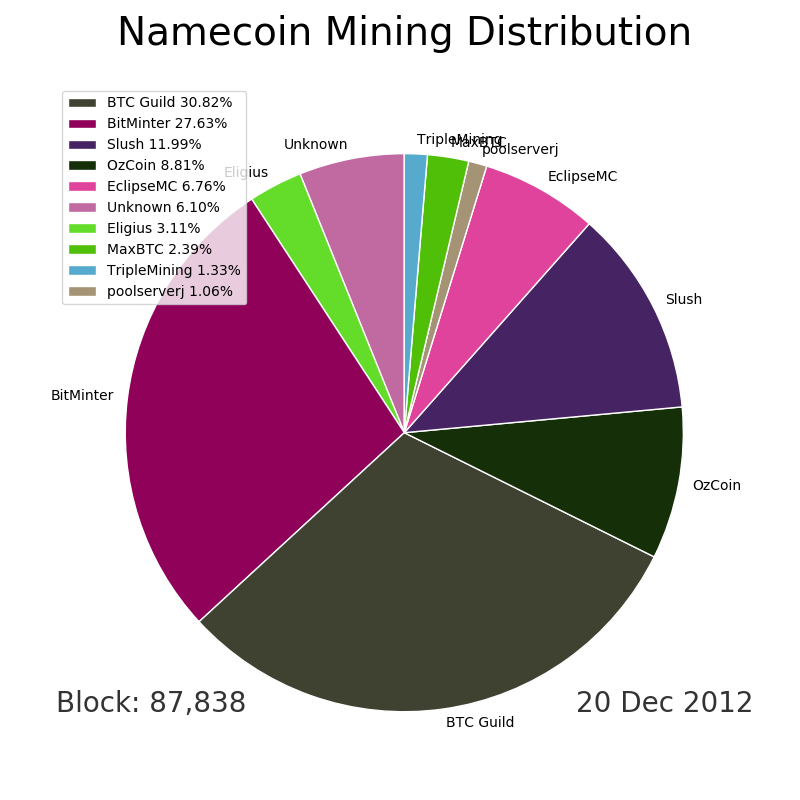 Namecoin Mining Distribution
BTC Guild 30.82%
BitMinter 27.63%
Slush 11.99%
OzCoin 8.81%
EclipseMC 6.76%
Unknown 6.10%
Eligius 3.11%
MaxBTC 2.39%
TripleMining 1.33%
poolserverj 1.06%
Unknown
Eligius
TripleMining
MaxBTC
poolserverj
EclipseMC
Slush
BitMinter
OzCoin
BTC Guild
Block: 87,838
20 Dec 2012